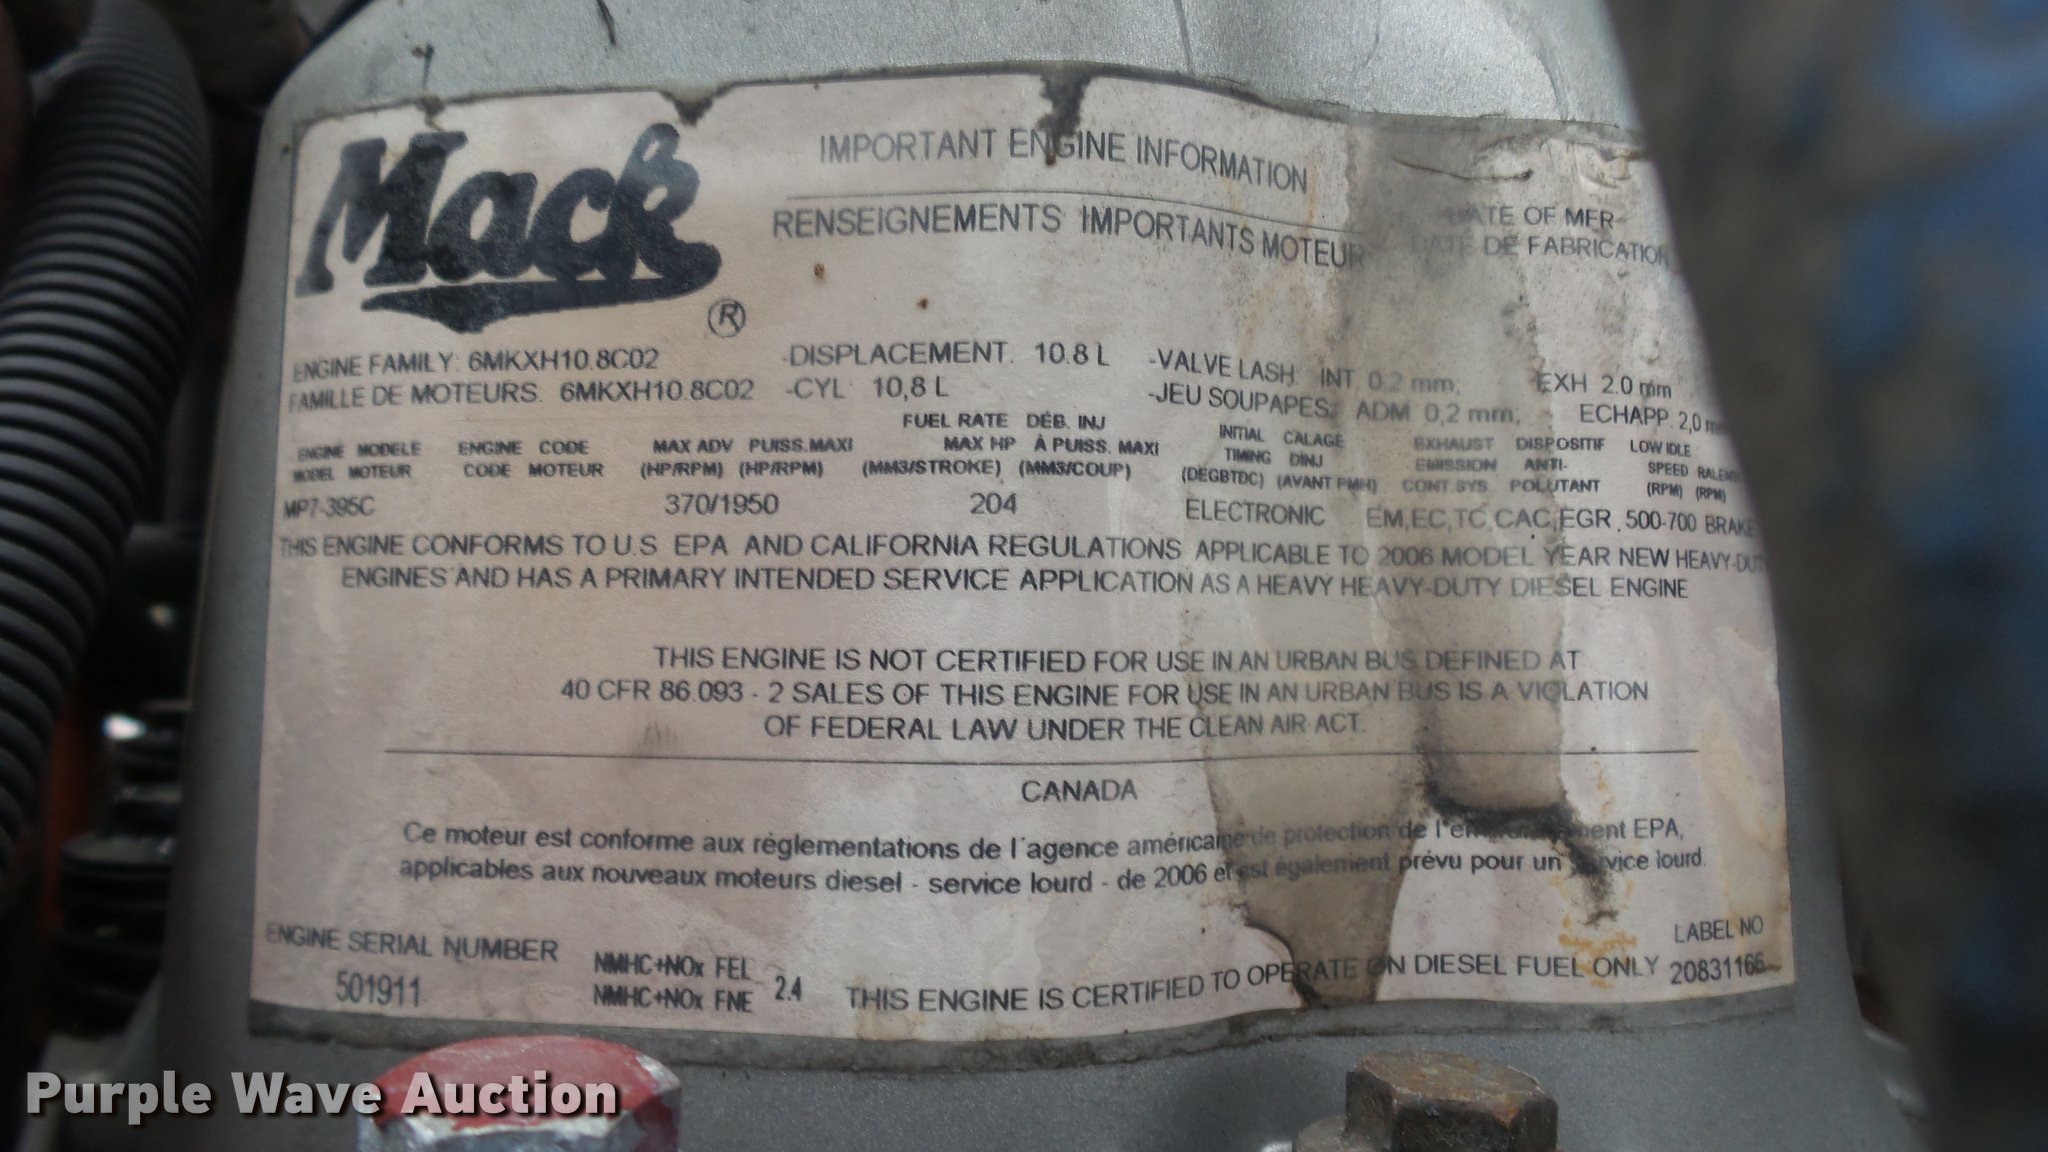 Mack ®
IMPORTANT ENGINE INFORMATION
RENSEIGNEMENTS IMPORTANTS MOTEUR
DATE OF MFR
DATE DE FABRICATION
ENGINE FAMILY: 6MKXH10.8C02 -DISPLACEMENT. 10.8 L -VALVE LASH: INT. 0.2 mm; EXH 2.0 mm
FAMILLE DE MOTEURS. 6MKXH10.8C02 -CYL 10,8 L -JEU SOUPAPES; ADM 0,2 mm; ECHAPP. 2,0 mm
FUEL RATE DÉB. INJ INITIAL CALAGE EXHAUST DISPOSITIF LOW IDLE
ENGINE MODELE ENGINE CODE MAX ADV PUISS.MAXI MAX HP À PUISS. MAXI TIMING DINJ EMISSION ANTI- SPEED
MODEL MOTEUR CODE MOTEUR (HP/RPM) (HP/RPM) (MM3/STROKE) (MM3/COUP) (DEGBTDC) (AVANT PMH) CONT.SYS POLUTANT (RPM) (RPM)
MP7-395C 370/1950 204 ELECTRONIC EM,EC,TC,CAC,EGR 500-700 BRAKE
THIS ENGINE CONFORMS TO U.S EPA AND CALIFORNIA REGULATIONS APPLICABLE TO 2006 MODEL YEAR NEW HEAVY-DUTY
ENGINES AND HAS A PRIMARY INTENDED SERVICE APPLICATION AS A HEAVY HEAVY-DUTY DIESEL ENGINE
THIS ENGINE IS NOT CERTIFIED FOR USE IN AN URBAN BUS DEFINED AT
40 CFR 86.093 - 2 SALES OF THIS ENGINE FOR USE IN AN URBAN BUS IS A VIOLATION
OF FEDERAL LAW UNDER THE CLEAN AIR ACT.
CANADA
Ce moteur est conforme aux réglementations de l'agence américaine de protection de l'environnement EPA,
applicables aux nouveaux moteurs diesel - service lourd - de 2006 et est également prévu pour un service lourd.
ENGINE SERIAL NUMBER
501911
NMHC+NOx FEL
NMHC+NOx FNE
2.4
THIS ENGINE IS CERTIFIED TO OPERATE ON DIESEL FUEL ONLY
LABEL NO
20831166
Purple Wave Auction